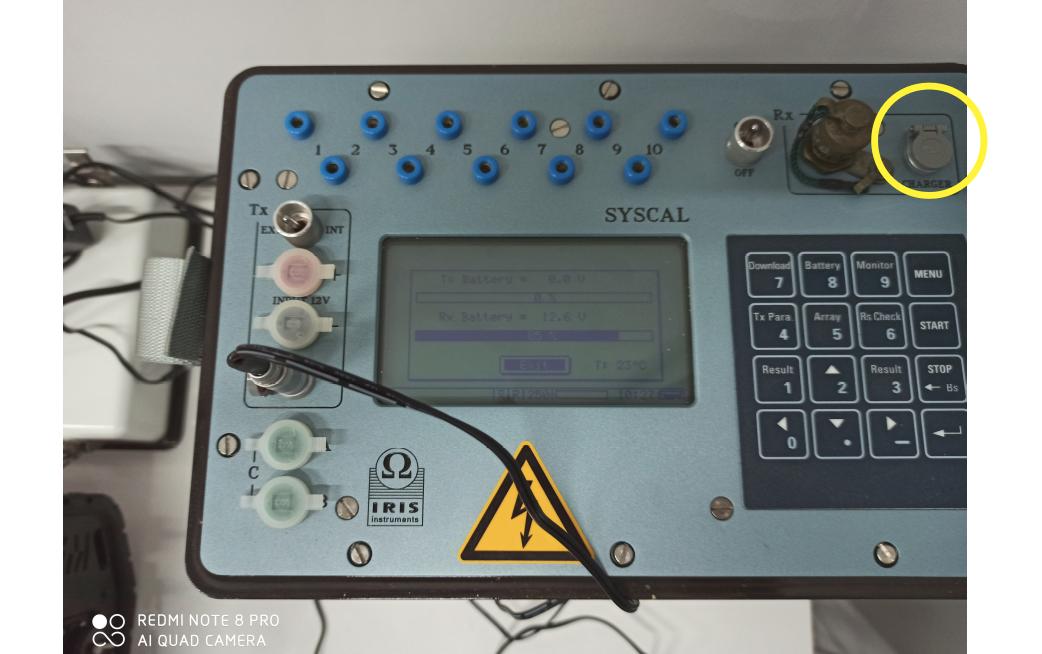 Rx
OFF
CHARGER
1 2 3 4 5 6 7 8 9 10
SYSCAL
Tx
INT
INPUT 12V
C
Tx Battery = 0.0 V
0 %
Rx Battery = 12.6 V
Exit
T: 23°C
10:27
Download 7
Battery 8
Monitor 9
MENU
Tx Para. 4
Array 5
Rs Check 6
START
Result 1
2
Result 3
STOP
← Bs
0
.
–
Ω
IRIS
instruments
REDMI NOTE 8 PRO
AI QUAD CAMERA